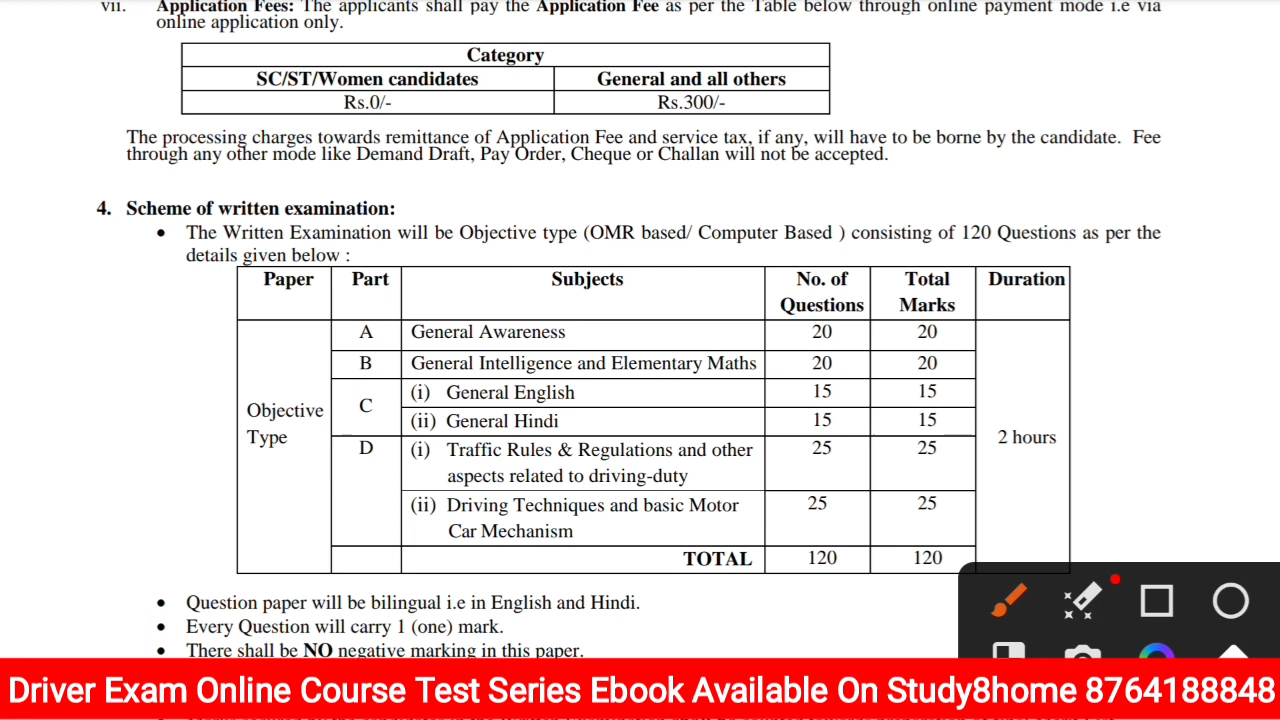 vii. Application Fees: The applicants shall pay the Application Fee as per the Table below through online payment mode i.e via
online application only.
Category
SC/ST/Women candidates General and all others
Rs.0/- Rs.300/-
The processing charges towards remittance of Application Fee and service tax, if any, will have to be borne by the candidate. Fee
through any other mode like Demand Draft, Pay Order, Cheque or Challan will not be accepted.
4. Scheme of written examination:
• The Written Examination will be Objective type (OMR based/ Computer Based ) consisting of 120 Questions as per the
details given below :
Paper Part Subjects No. of Questions Total Marks Duration
Objective Type 2 hours
A General Awareness 20 20
B General Intelligence and Elementary Maths 20 20
C (i) General English 15 15
(ii) General Hindi 15 15
D (i) Traffic Rules & Regulations and other 25 25
aspects related to driving-duty
(ii) Driving Techniques and basic Motor 25 25
Car Mechanism
TOTAL 120 120
• Question paper will be bilingual i.e in English and Hindi.
• Every Question will carry 1 (one) mark.
• There shall be NO negative marking in this paper.
Driver Exam Online Course Test Series Ebook Available On Study8home 8764188848